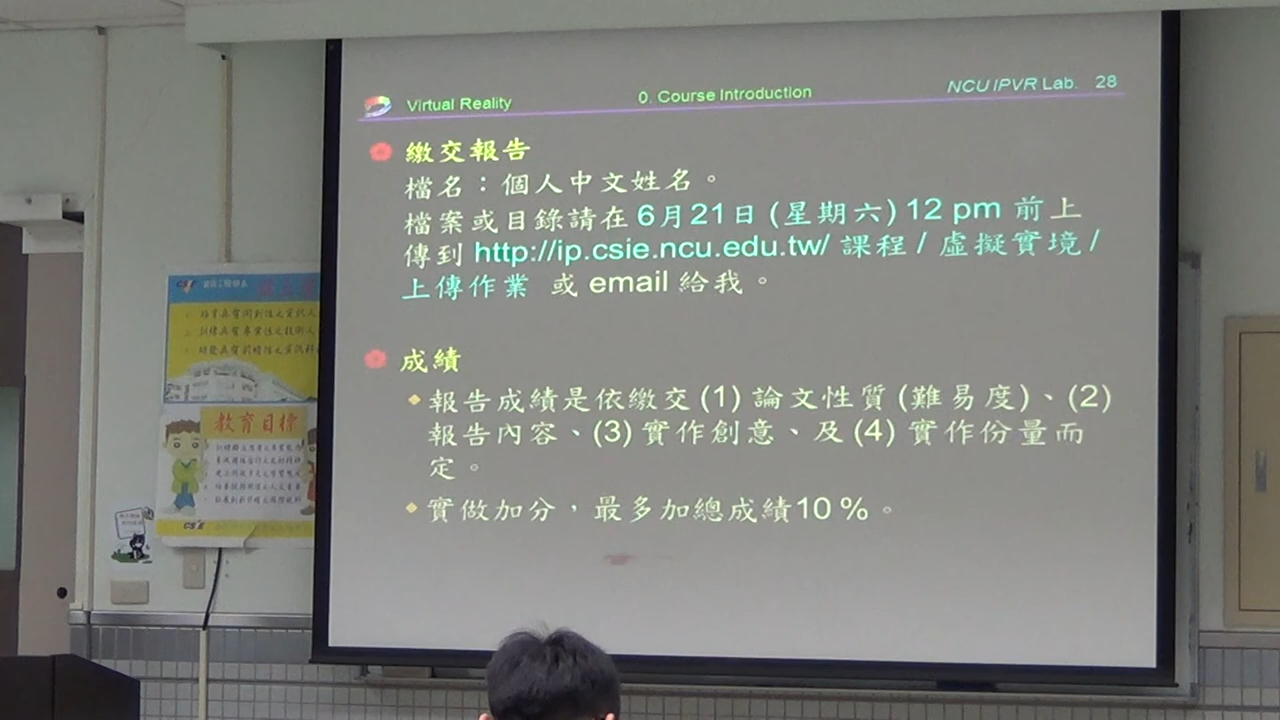 Virtual Reality
0. Course Introduction
NCU IPVR Lab. 28
繳交報告
檔名：個人中文姓名。
檔案或目錄請在 6月21日 (星期六) 12 pm 前上
傳到 http://ip.csie.ncu.edu.tw/ 課程 / 虛擬實境 /
上傳作業 或 email 給我。
成績
報告成績是依繳交 (1) 論文性質 (難易度)、(2)
報告內容、(3) 實作創意、及 (4) 實作份量而
定。
實做加分，最多加總成績10 %。
教育目標
CSIE